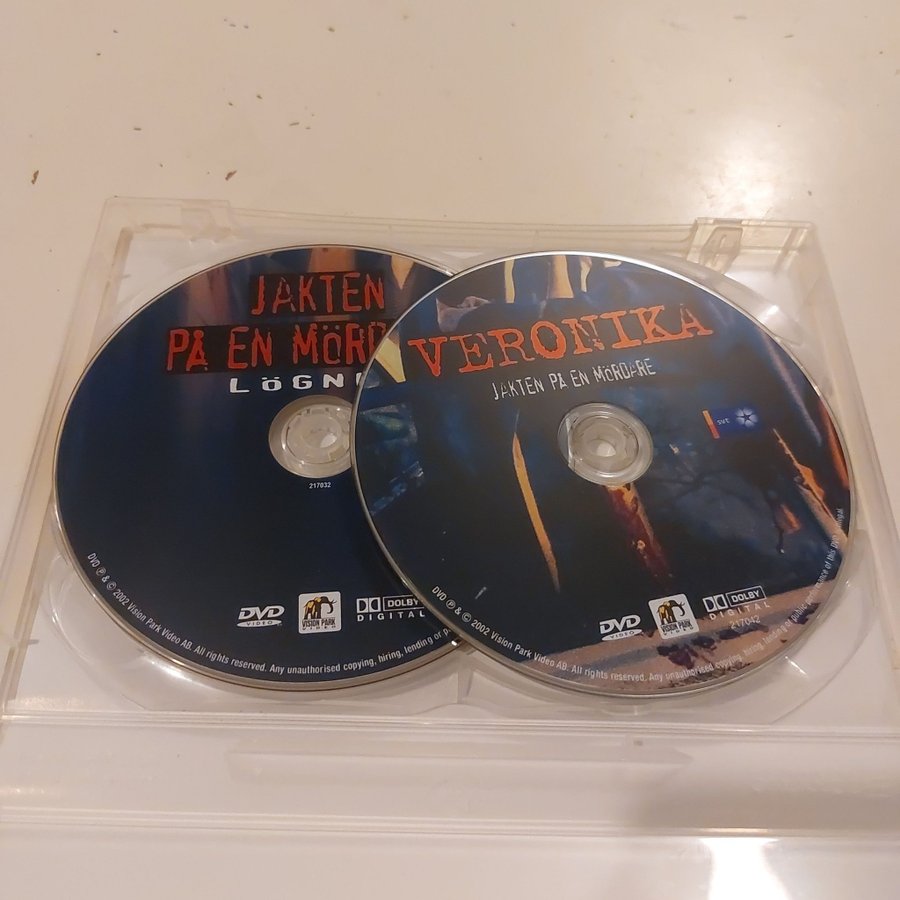 JAKTEN
PÅ EN MÖRD
LÖGN
217032
DVD
VIDEO
VISION PARK
VIDEO
DOLBY
DIGITAL
DVD ℗ & © 2002 Vision Park Video AB. All rights reserved. Any unauthorised copying, hiring, lending or p
VERONIKA
JAKTEN PÅ EN MÖRDARE
svt
DVD
VIDEO
VISION PARK
VIDEO
DOLBY
DIGITAL
217042
DVD ℗ & © 2002 Vision Park Video AB. All rights reserved. Any unauthorised copying, hiring, lending or public performance of this DVD is illegal.